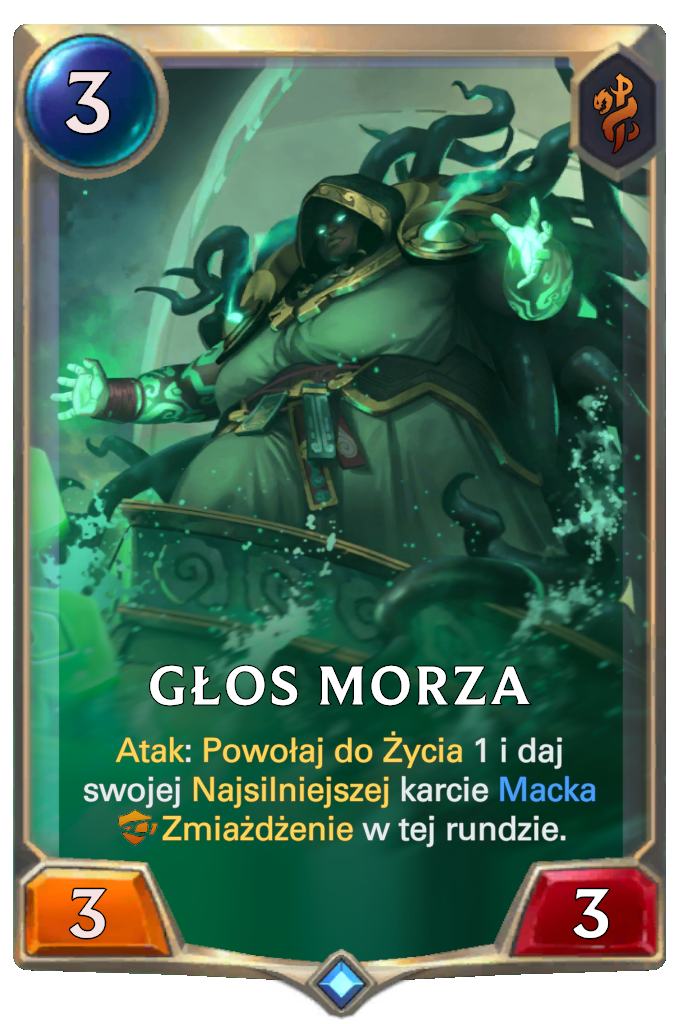 3
GŁOS MORZA
Atak: Powołaj do Życia 1 i daj
swojej Najsilniejszej karcie Macka
Zmiażdżenie w tej rundzie.
3
3